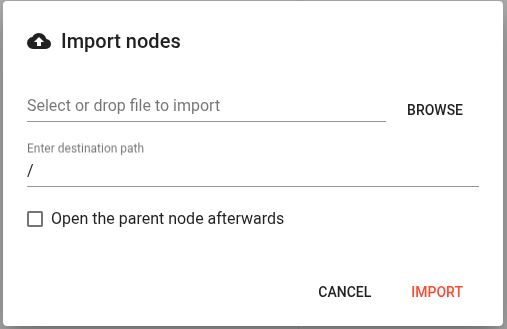 Import nodes
Select or drop file to import
BROWSE
Enter destination path
/
Open the parent node afterwards
CANCEL
IMPORT